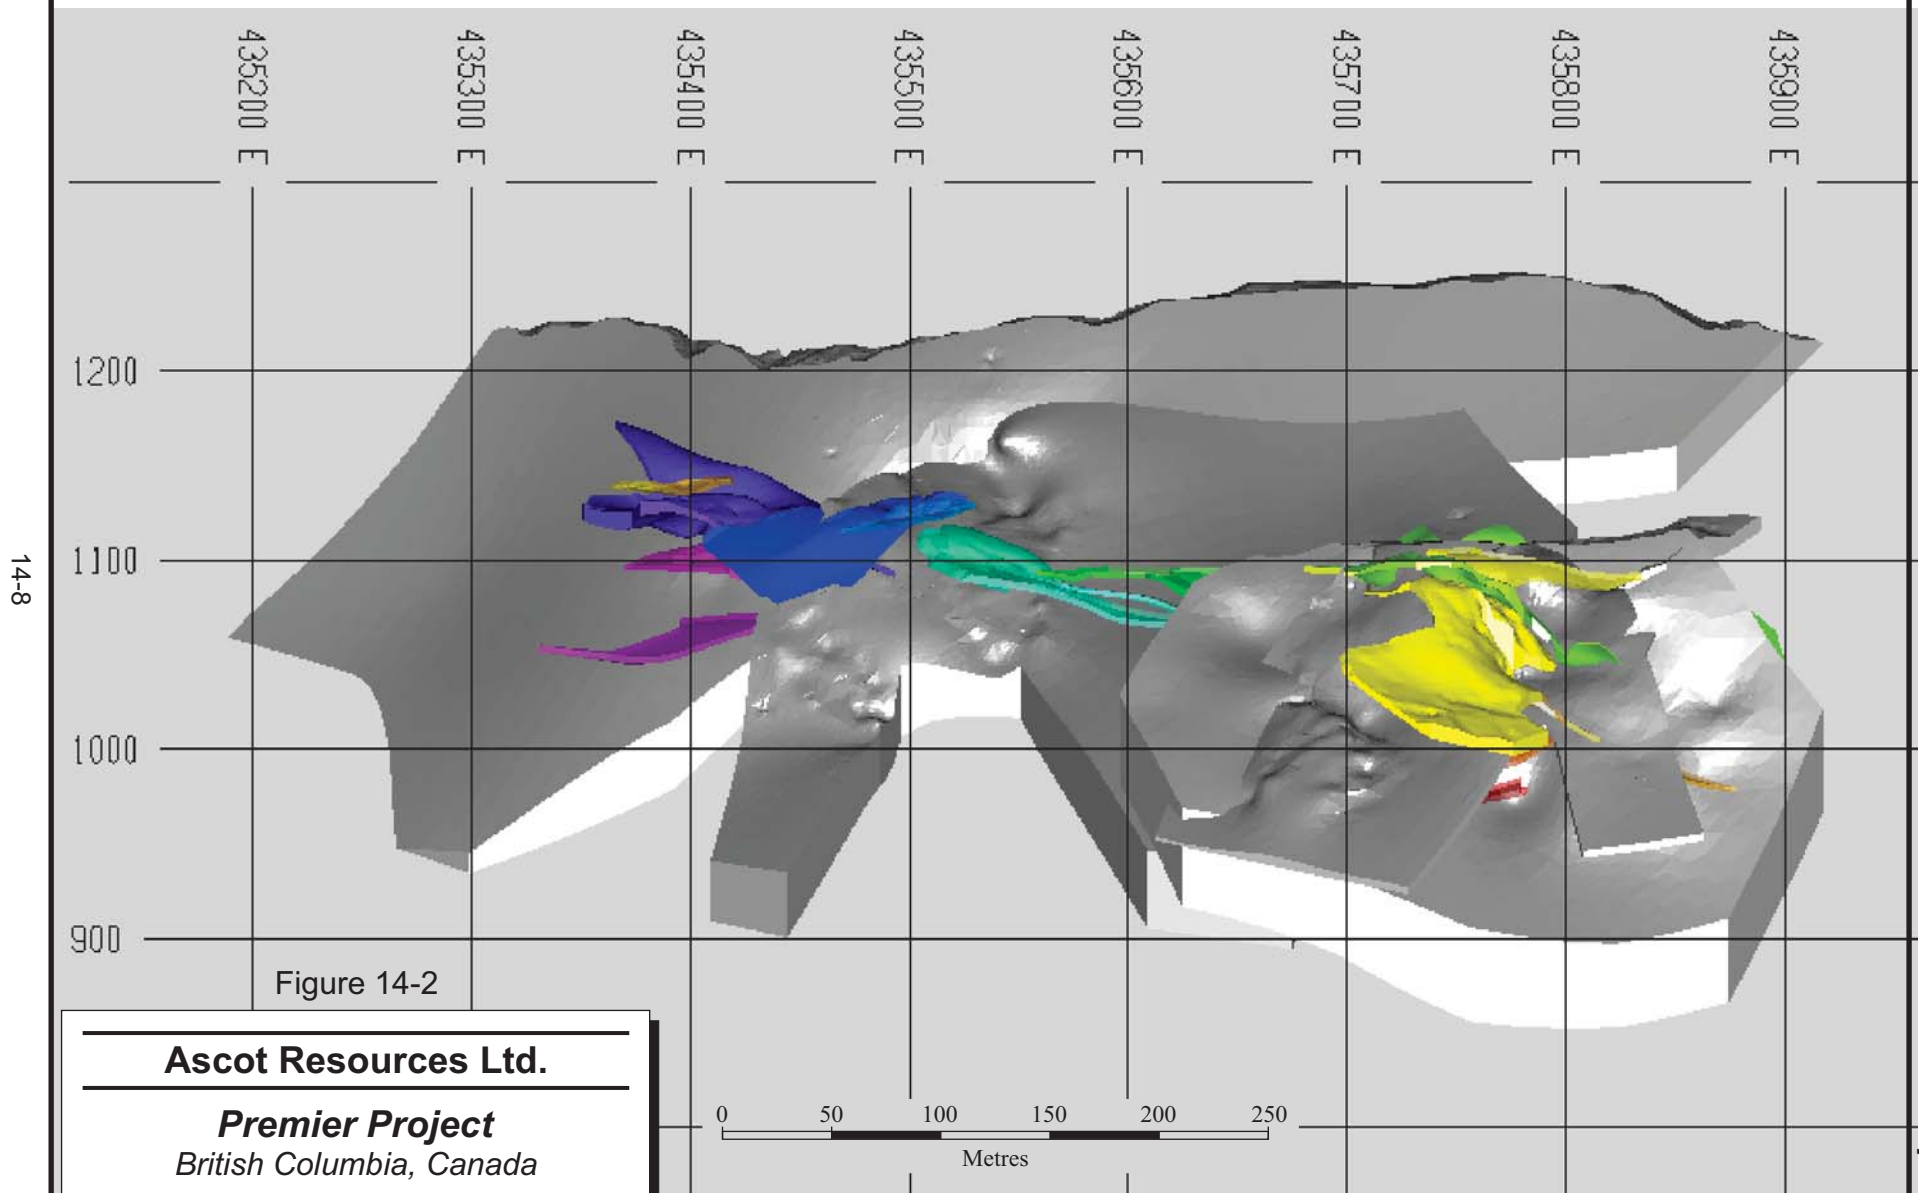 435200 E
435300 E
435400 E
435500 E
435600 E
435700 E
435800 E
435900 E
1200
1100
1000
900
14-8
Figure 14-2
Ascot Resources Ltd.
Premier Project
British Columbia, Canada
0 50 100 150 200 250
Metres